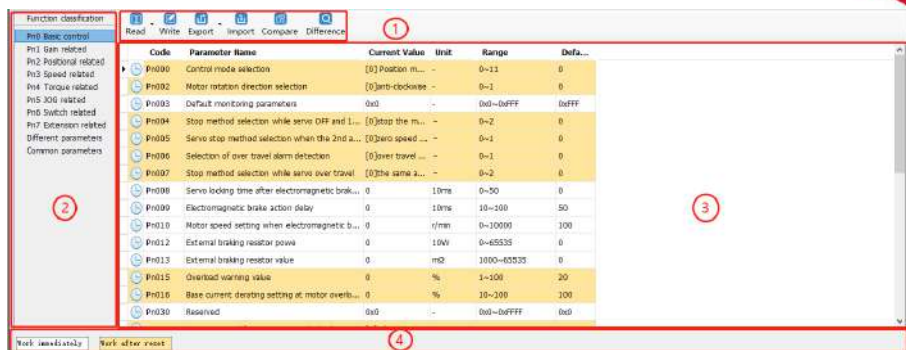 Function classification
Pn0 Basic control
Pn1 Gain related
Pn2 Positional related
Pn3 Speed related
Pn4 Torque related
Pn5 JOG related
Pn6 Switch related
Pn7 Extension related
Different parameters
Common parameters
2
Read Write Export Import Compare Difference
1
Code Parameter Name Current Value Unit Range Defa...
Pn000 Control mode selection [0] Position m... - 0~11 0
Pn002 Motor rotation direction selection [0]anti-clockwise - 0~1 0
Pn003 Default monitoring parameters 0x0 - 0x0~0xFFF 0xFFF
Pn004 Stop method selection while servo OFF and 1... [0]stop the m... - 0~2 0
Pn005 Servo stop method selection when the 2nd a... [0]zero speed ... - 0~1 0
Pn006 Selection of over travel alarm detection [0]over travel ... - 0~1 0
Pn007 Stop method selection while servo over travel [0]the same a... - 0~2 0
Pn008 Servo locking time after electromagnetic brak... 0 10ms 0~50 0
Pn009 Electromagnetic brake action delay 0 10ms 10~100 50
Pn010 Motor speed setting when electromagnetic b... 0 r/min 0~10000 100
Pn012 External braking resistor powe 0 10W 0~65535 0
Pn013 External braking resistor value 0 mΩ 1000~65535 0
Pn015 Overload warning value 0 % 1~100 20
Pn016 Base current derating setting at motor overlo... 0 % 10~100 100
Pn030 Reserved 0x0 - 0x0~0xFFFF 0x0
3
4
Work immediately Work after reset